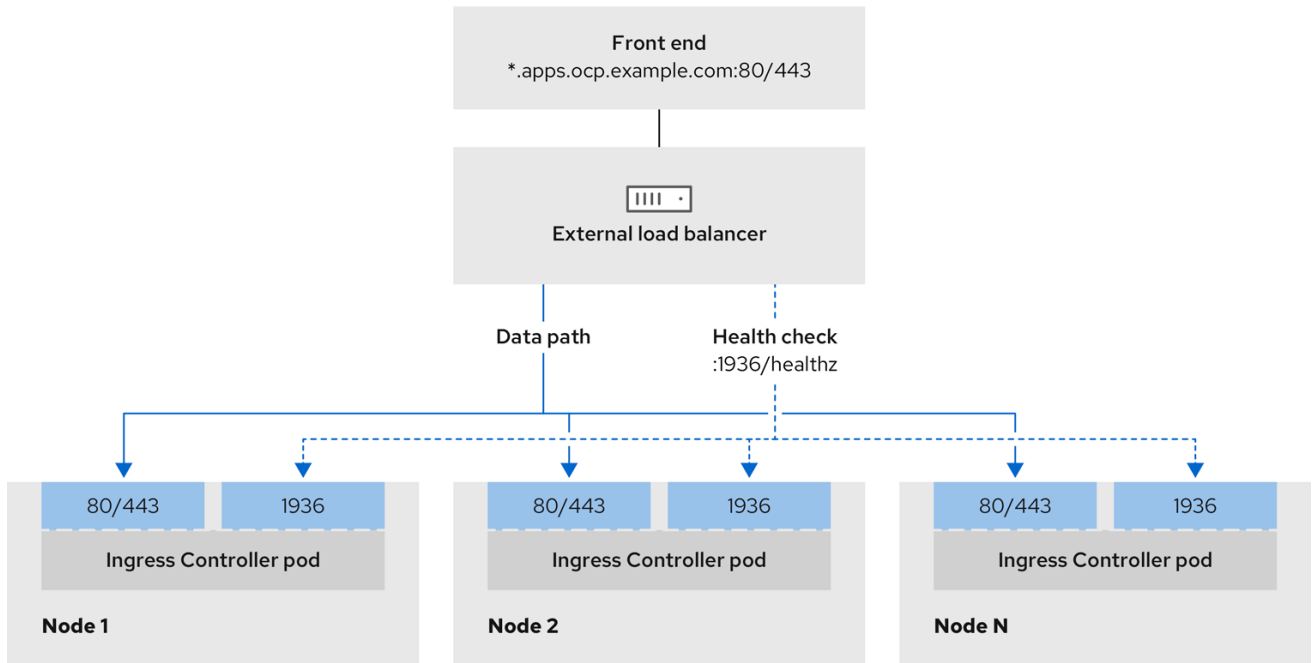 Front end
*.apps.ocp.example.com:80/443
External load balancer
Data path
Health check
:1936/healthz
80/443
1936
80/443
1936
80/443
1936
Ingress Controller pod
Ingress Controller pod
Ingress Controller pod
Node 1
Node 2
Node N